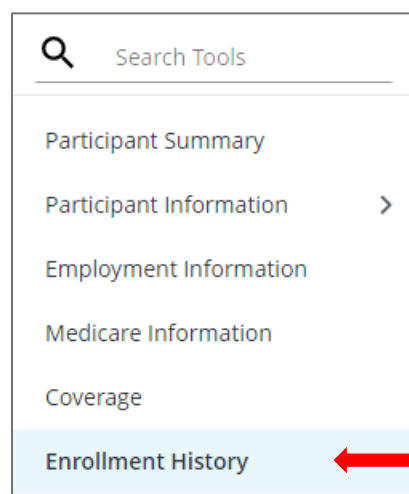 Search Tools
Participant Summary
Participant Information
Employment Information
Medicare Information
Coverage
Enrollment History